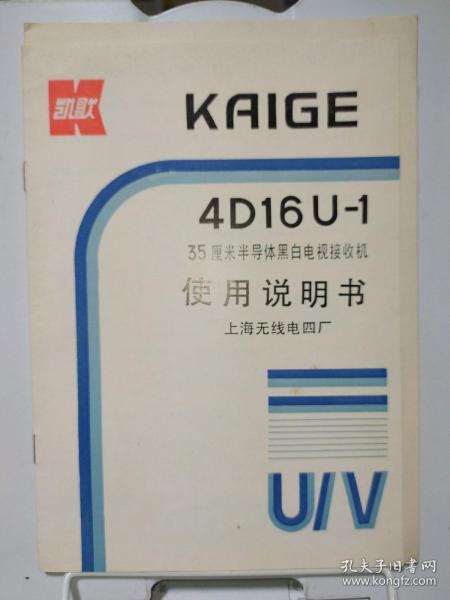 凯歌
KAIGE
4D16U-1
35厘米半导体黑白电视接收机
使用说明书
上海无线电四厂
U/V
孔夫子旧书网
www.kongfz.com